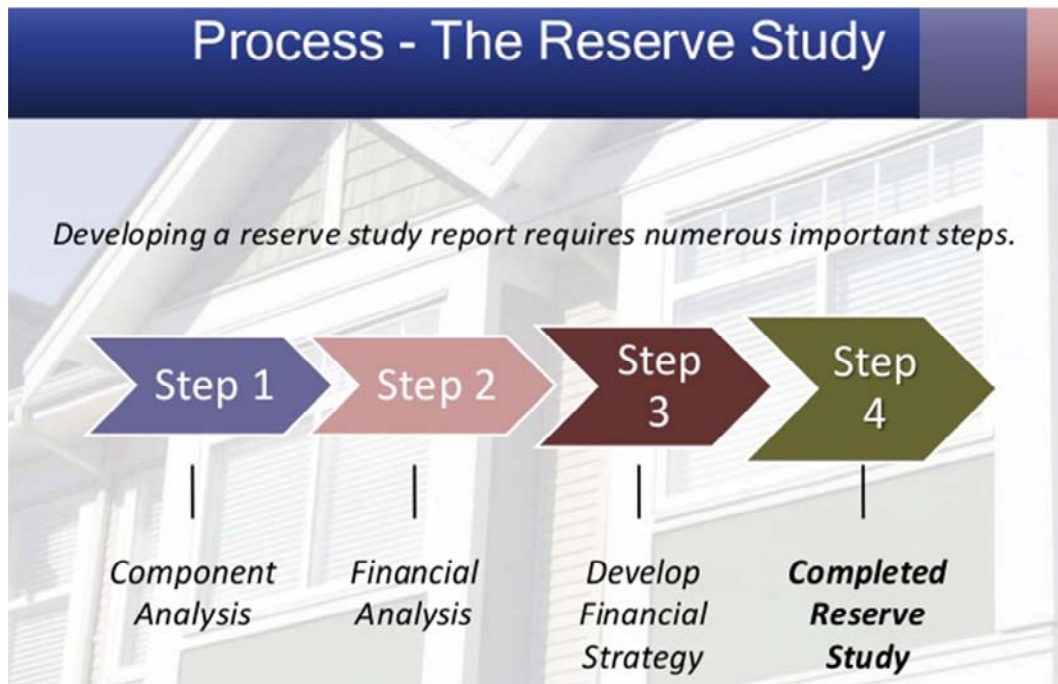 Process - The Reserve Study
Developing a reserve study report requires numerous important steps.
Step 1
Step 2
Step
3
Step
4
Component
Analysis
Financial
Analysis
Develop
Financial
Strategy
Completed
Reserve
Study